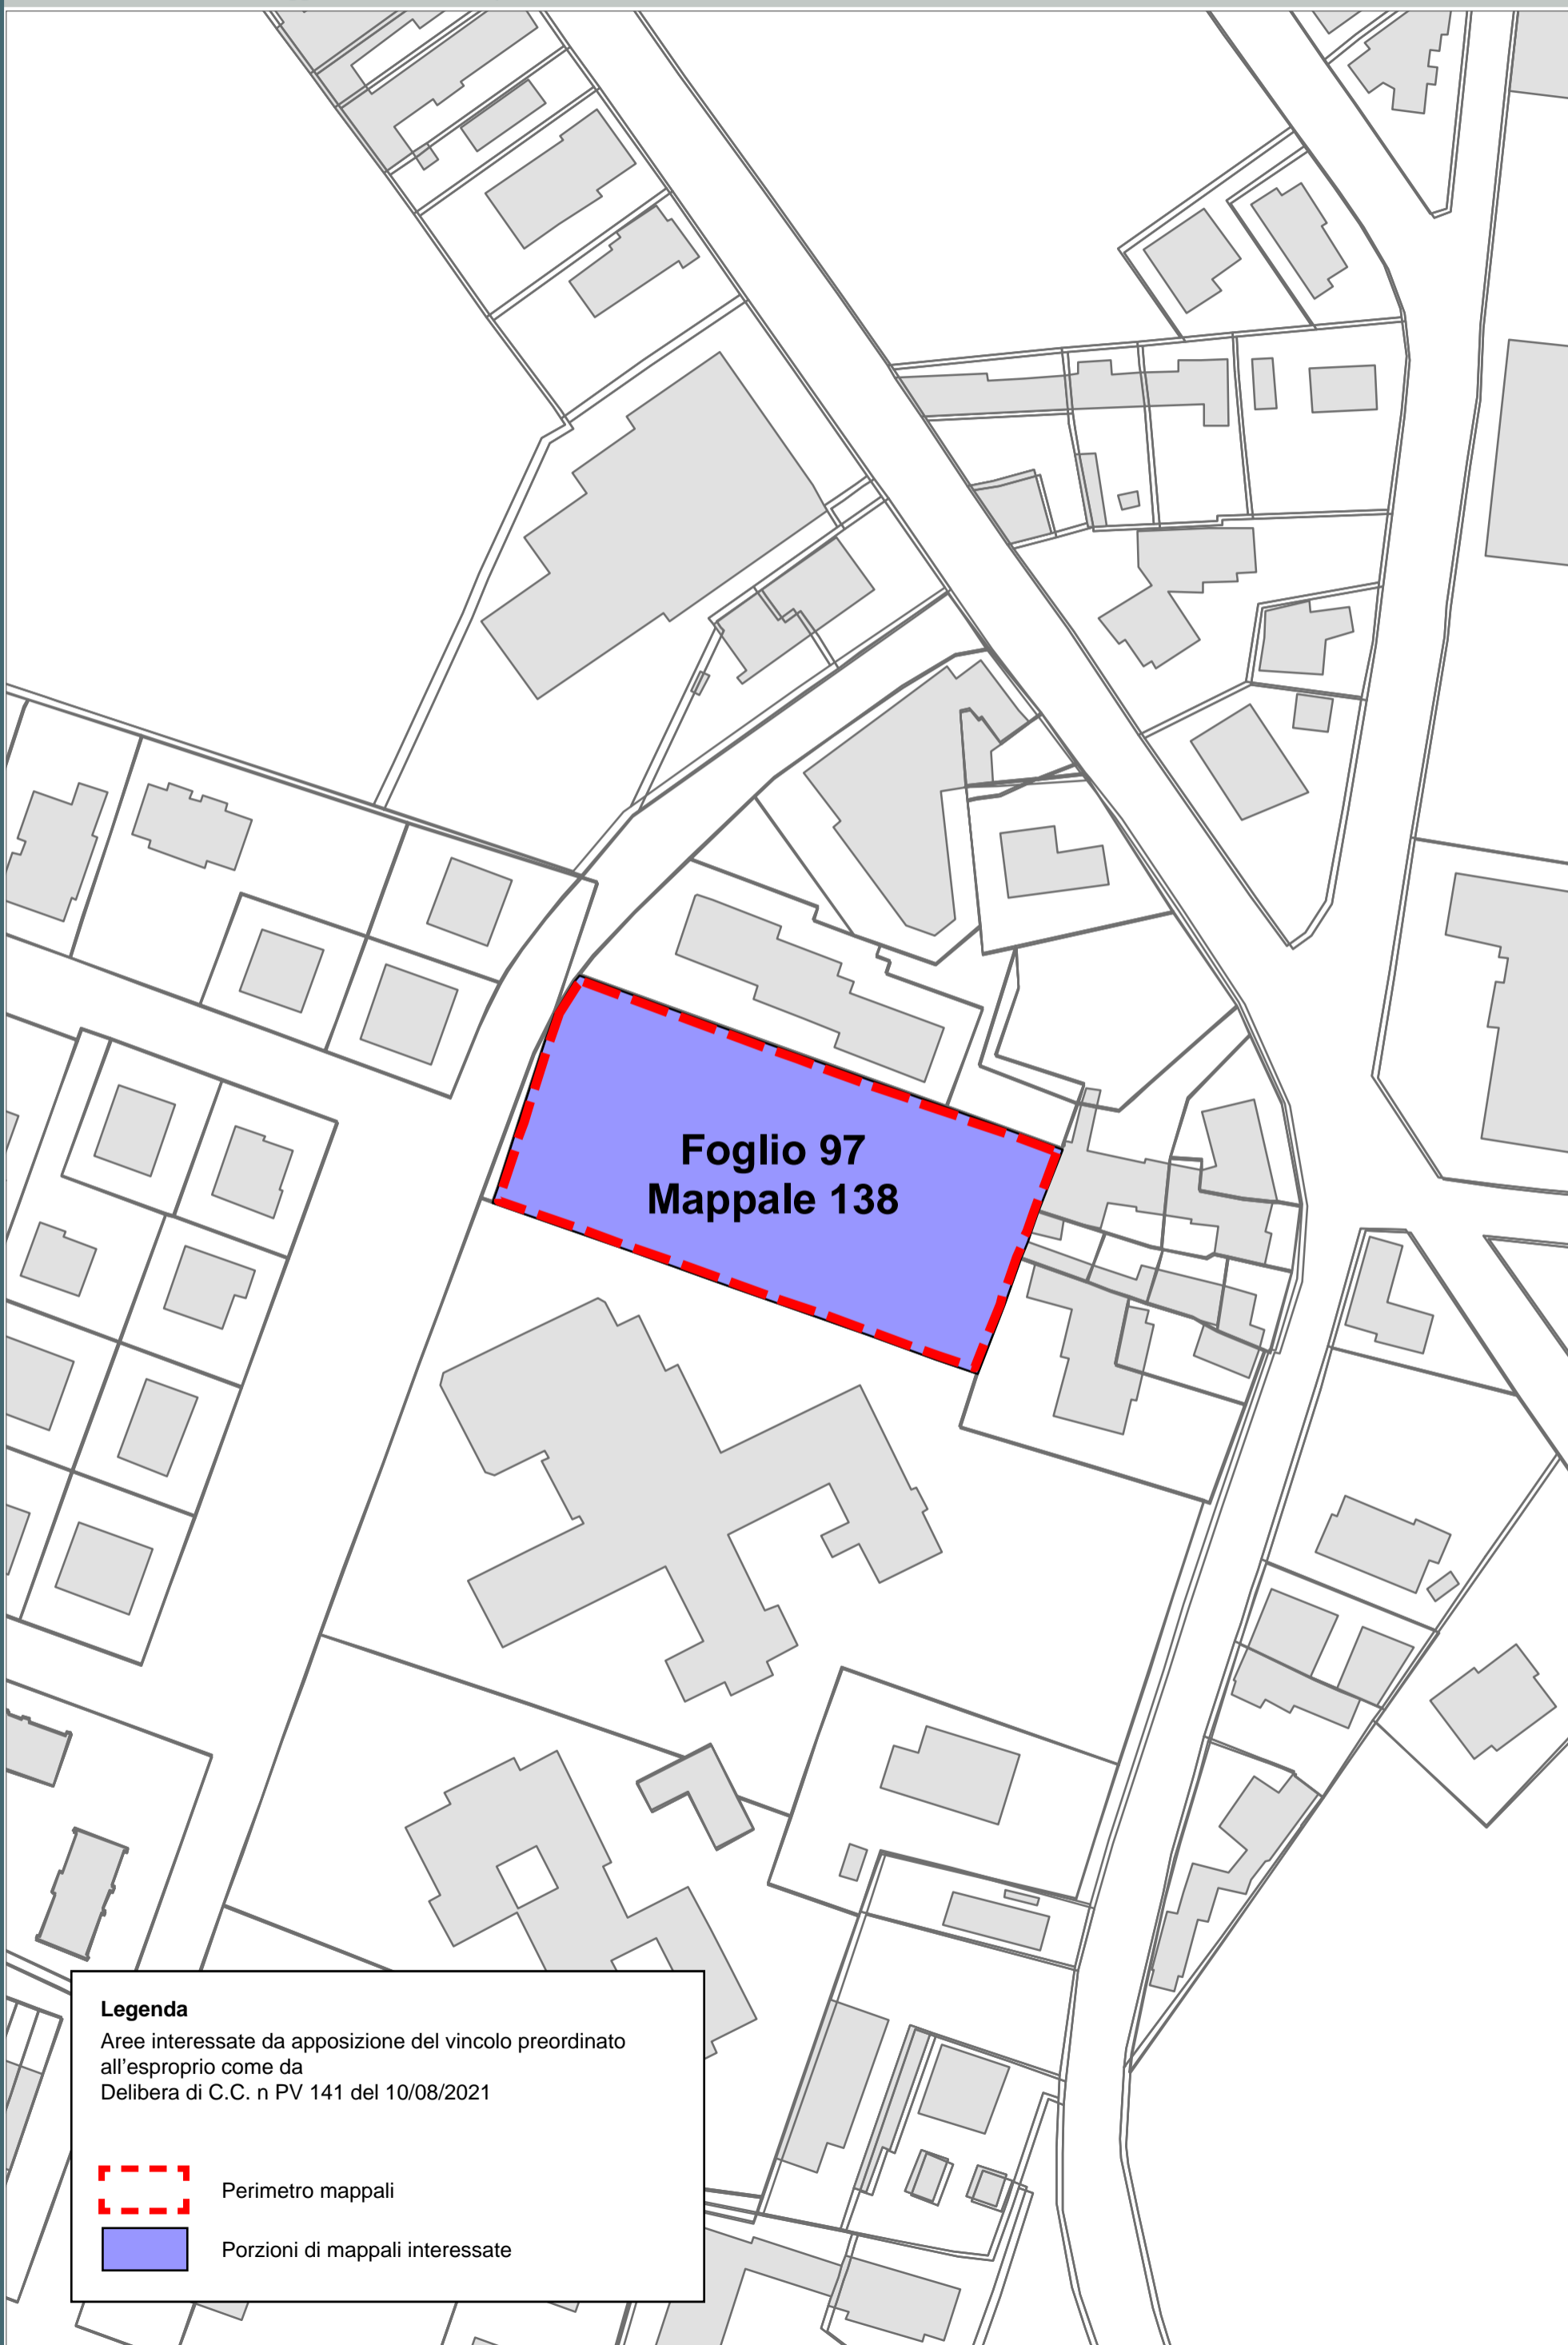 Foglio 97
Mappale 138
Legenda
Aree interessate da apposizione del vincolo preordinato
all'esproprio come da
Delibera di C.C. n PV 141 del 10/08/2021
Perimetro mappali
Porzioni di mappali interessate